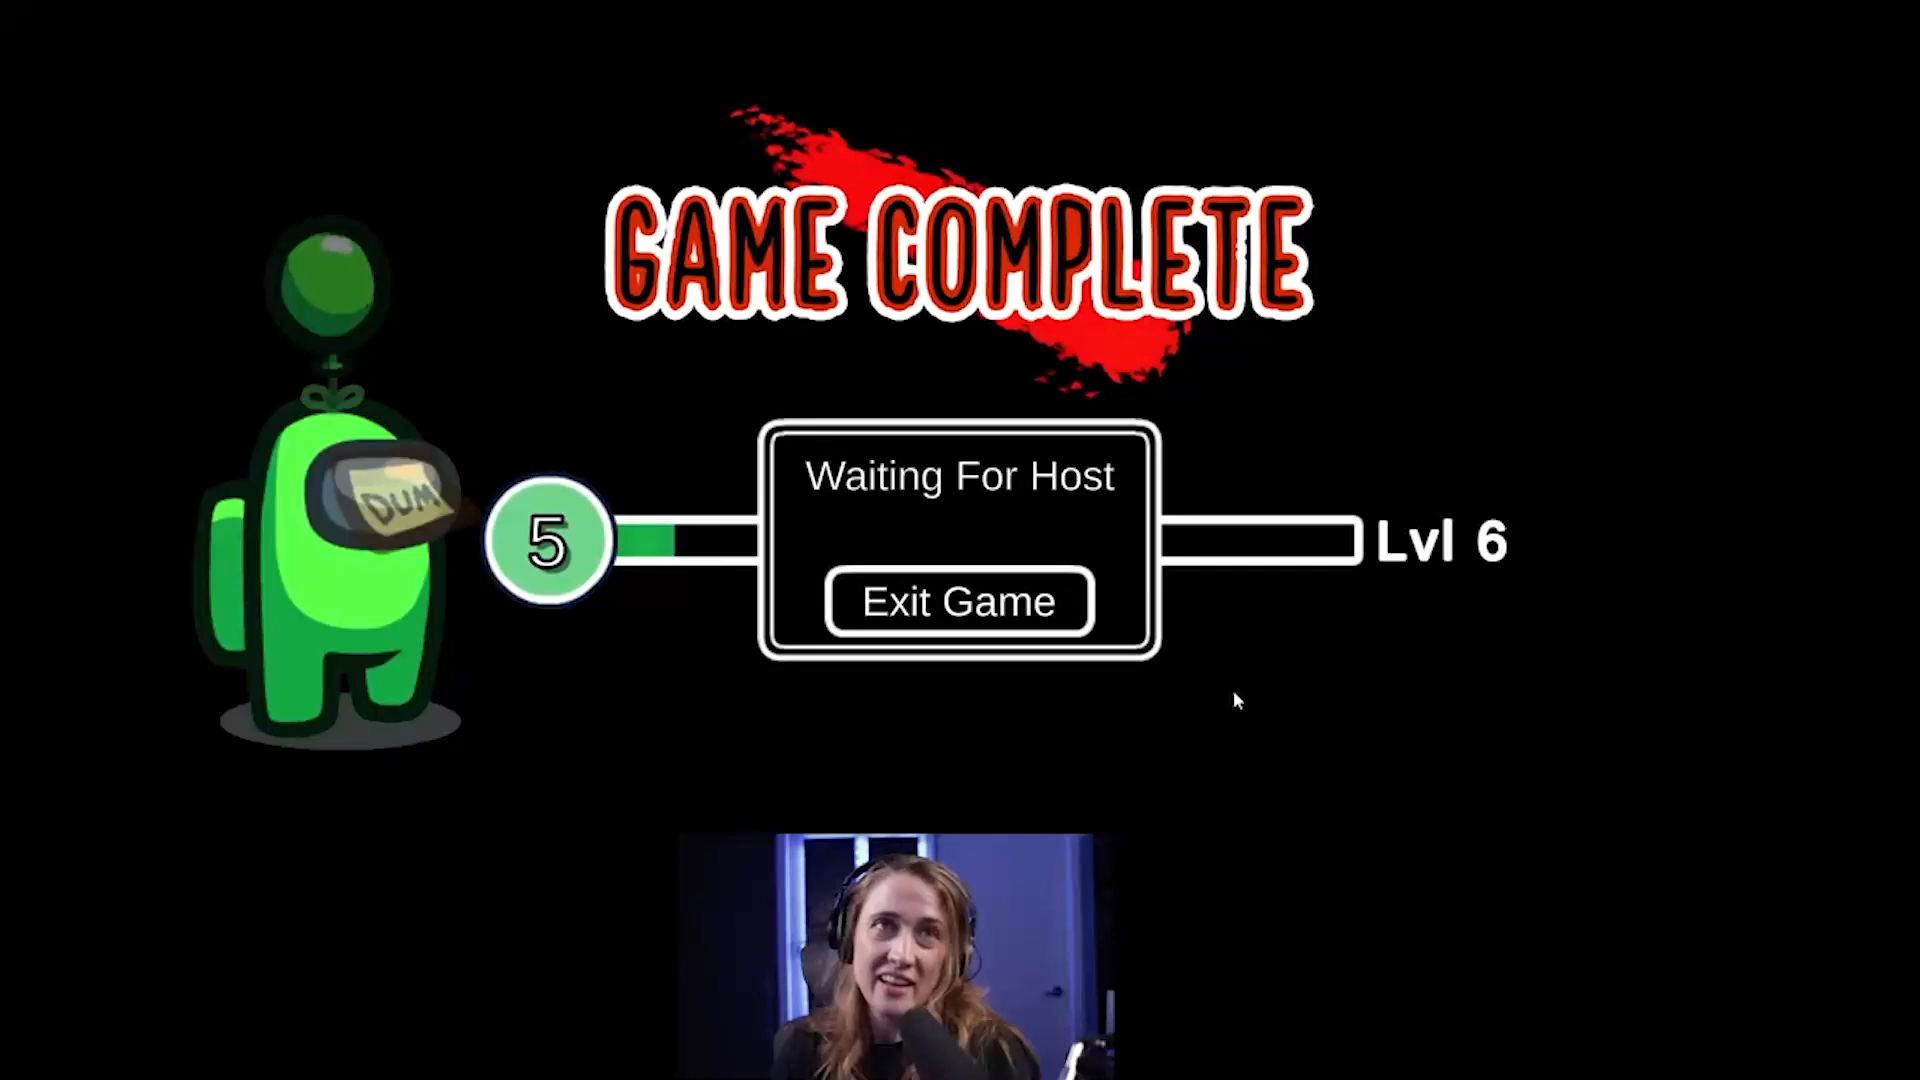 GAME COMPLETE
DUM
5
Waiting For Host
Lvl 6
Exit Game